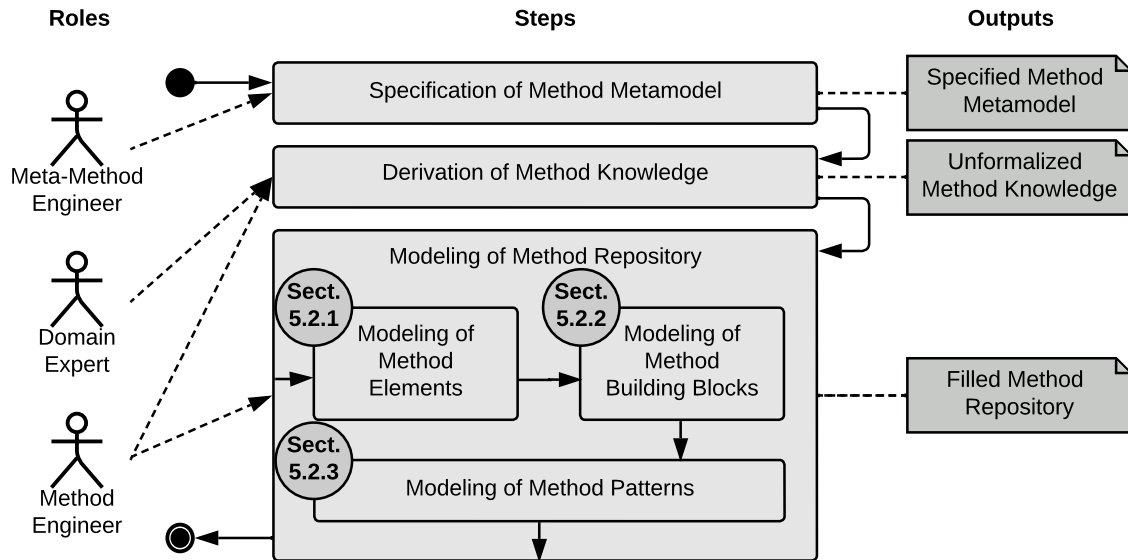 Roles
Steps
Outputs
Specification of Method Metamodel
Specified Method
Metamodel
Meta-Method
Engineer
Derivation of Method Knowledge
Unformalized
Method Knowledge
Domain
Expert
Modeling of Method Repository
Sect.
5.2.1
Modeling of
Method
Elements
Sect.
5.2.2
Modeling of
Method
Building Blocks
Filled Method
Repository
Method
Engineer
Sect.
5.2.3
Modeling of Method Patterns